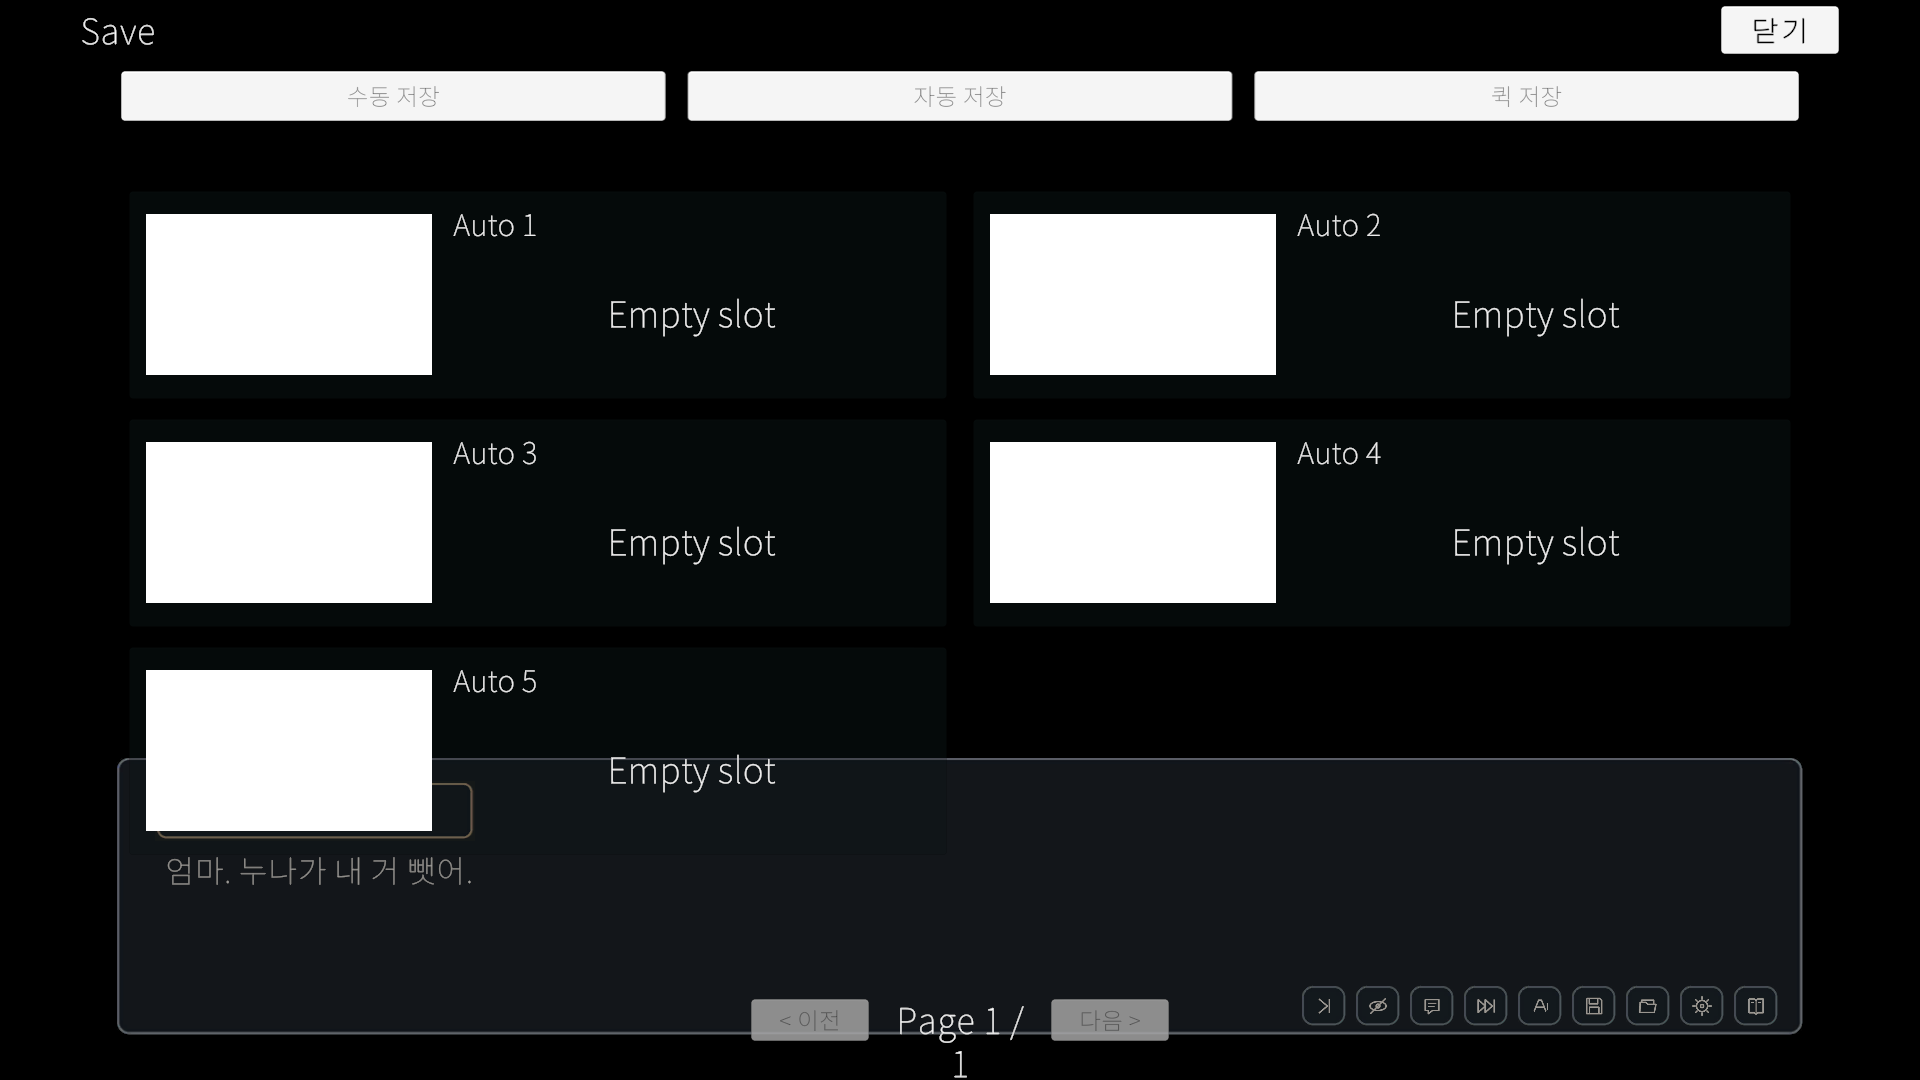 Save
닫기
수동 저장
자동 저장
퀵 저장
Auto 1
Empty slot
Auto 2
Empty slot
Auto 3
Empty slot
Auto 4
Empty slot
Auto 5
Empty slot
엄마. 누나가 내 거 뺏어.
< 이전
Page 1 /
1
다음 >